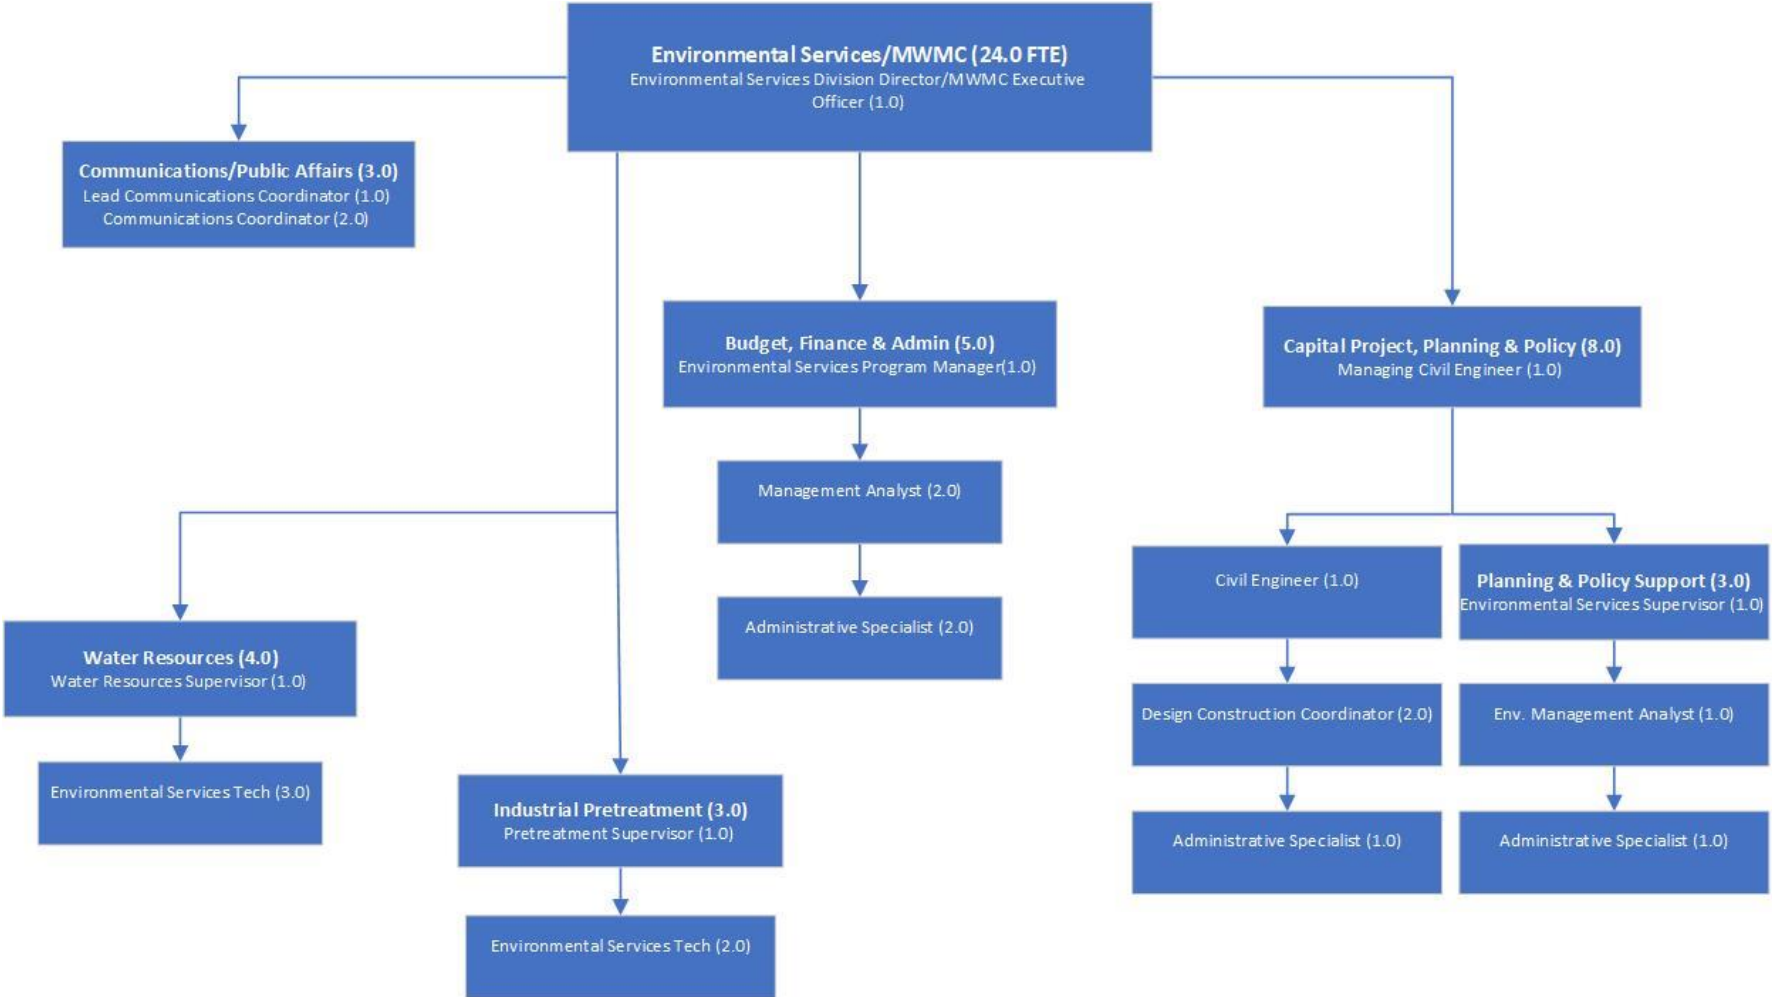 Environmental Services/MWMC (24.0 FTE)
Environmental Services Division Director/MWMC Executive
Officer (1.0)
Communications/Public Affairs (3.0)
Lead Communications Coordinator (1.0)
Communications Coordinator (2.0)
Budget, Finance & Admin (5.0)
Environmental Services Program Manager(1.0)
Management Analyst (2.0)
Administrative Specialist (2.0)
Capital Project, Planning & Policy (8.0)
Managing Civil Engineer (1.0)
Civil Engineer (1.0)
Design Construction Coordinator (2.0)
Administrative Specialist (1.0)
Planning & Policy Support (3.0)
Environmental Services Supervisor (1.0)
Env. Management Analyst (1.0)
Administrative Specialist (1.0)
Water Resources (4.0)
Water Resources Supervisor (1.0)
Environmental Services Tech (3.0)
Industrial Pretreatment (3.0)
Pretreatment Supervisor (1.0)
Environmental Services Tech (2.0)